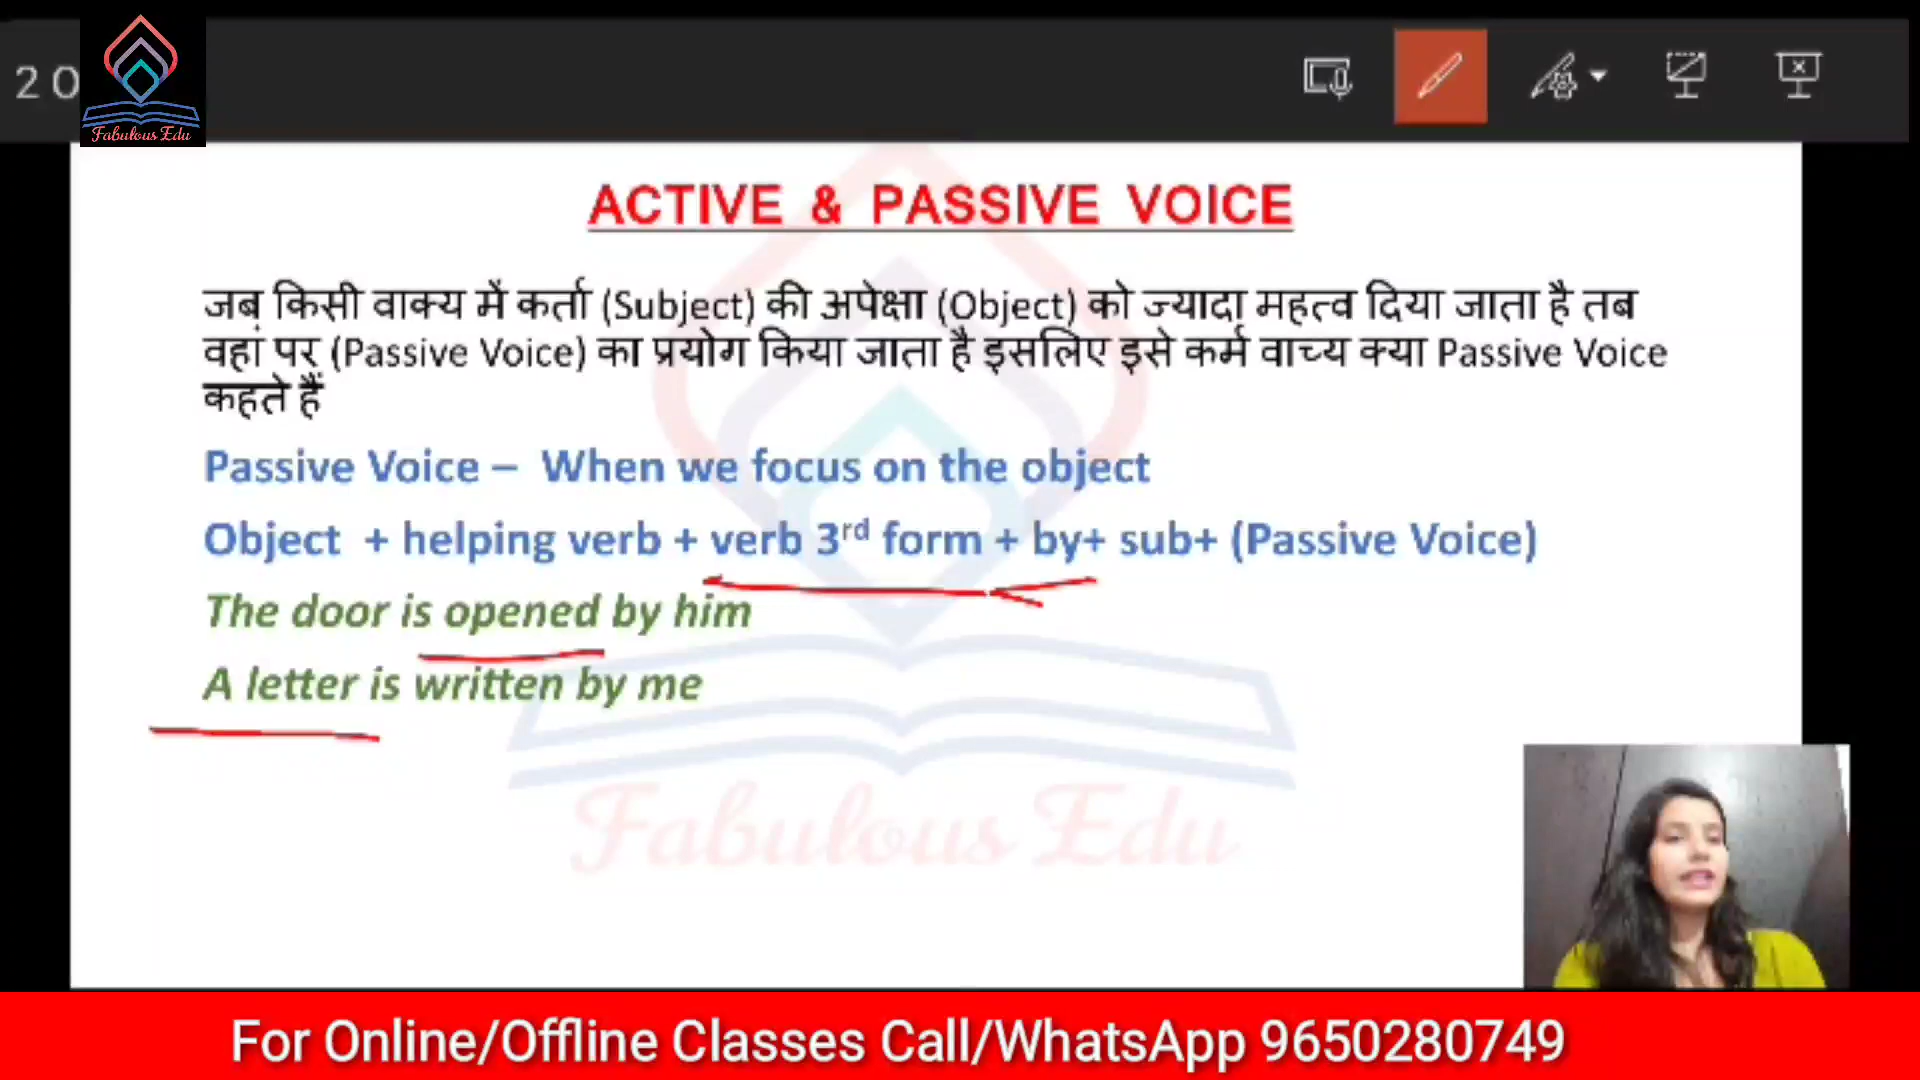 20
Fabulous Edu
ACTIVE & PASSIVE VOICE
जब किसी वाक्य में कर्ता (Subject) की अपेक्षा (Object) को ज्यादा महत्व दिया जाता है तब
वहां पर (Passive Voice) का प्रयोग किया जाता है इसलिए इसे कर्म वाच्य क्या Passive Voice
कहते हैं
Passive Voice – When we focus on the object
Object + helping verb + verb 3rd form + by+ sub+ (Passive Voice)
The door is opened by him
A letter is written by me
Fabulous Edu
For Online/Offline Classes Call/WhatsApp 9650280749